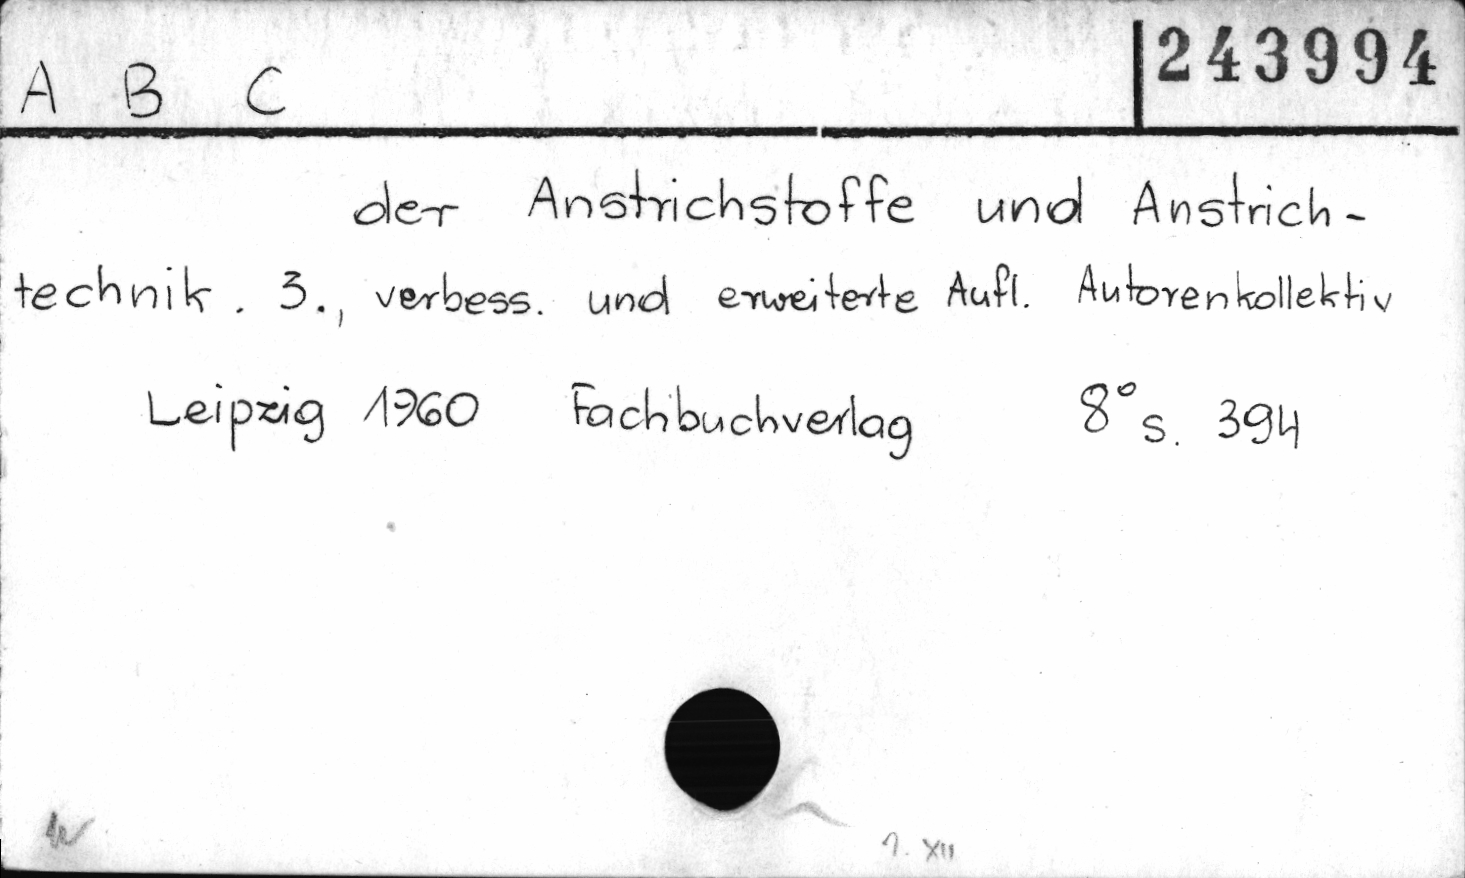 A B C
243994
der Anstrichstoffe und Anstrich-
technik. 3., verbess. und erweiterte Aufl. Autorenkollektiv
Leipzig 1960 Fachbuchverlag 8° s. 394
1. XII